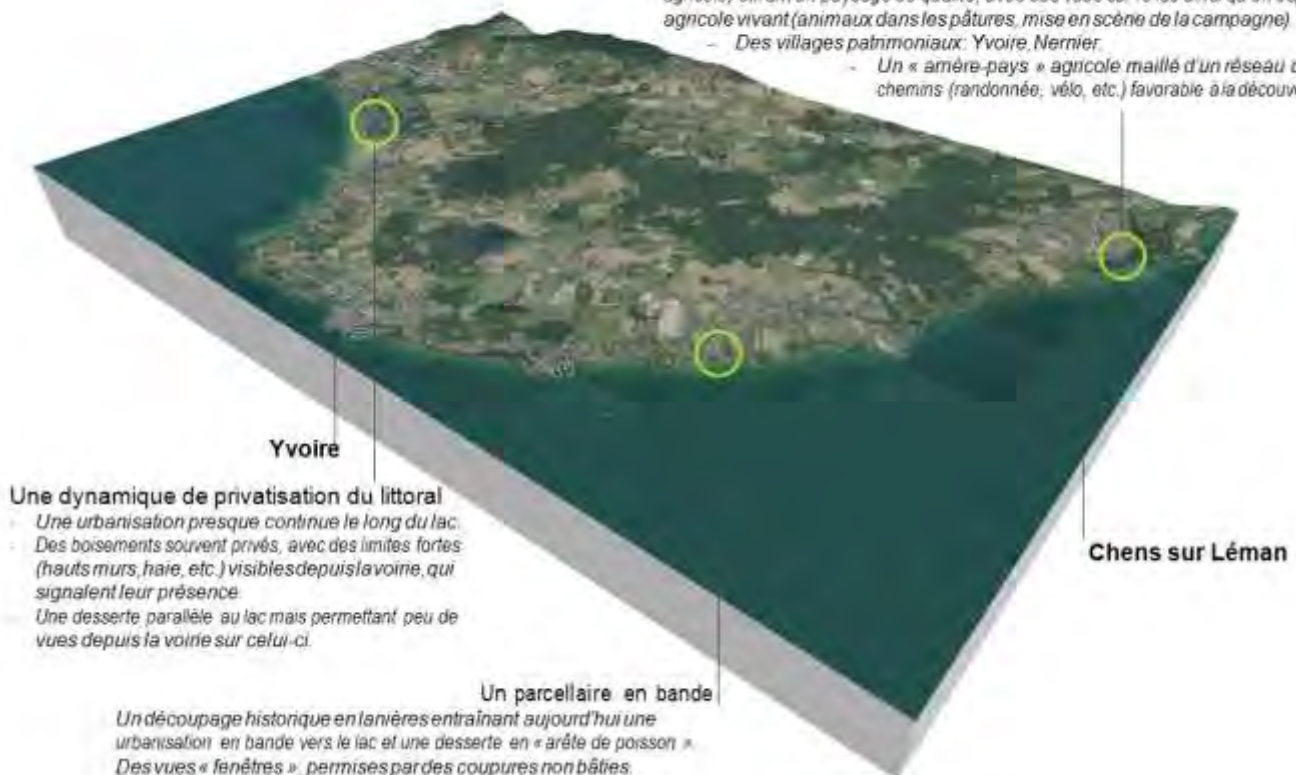 agricole vivant (animaux dans les pâtures, mise en scène de la campagne)
- Des villages patrimoniaux: Yvoire, Nernier.
- Un « arrière-pays » agricole maillé d'un réseau
chemins (randonnée, vélo, etc.) favorable à la découve
Yvoire
Une dynamique de privatisation du littoral
- Une urbanisation presque continue le long du lac.
- Des boisements souvent privés, avec des limites fortes
(hauts murs, haie, etc.) visibles depuis la voirie, qui
signalent leur présence.
- Une desserte parallèle au lac mais permettant peu de
vues depuis la voirie sur celui-ci.
Chens sur Léman
Un parcellaire en bande
Un découpage historique en lanières entraînant aujourd'hui une
urbanisation en bande vers le lac et une desserte en « arête de poisson ».
Des vues « fenêtres », permises par des coupures non bâties.